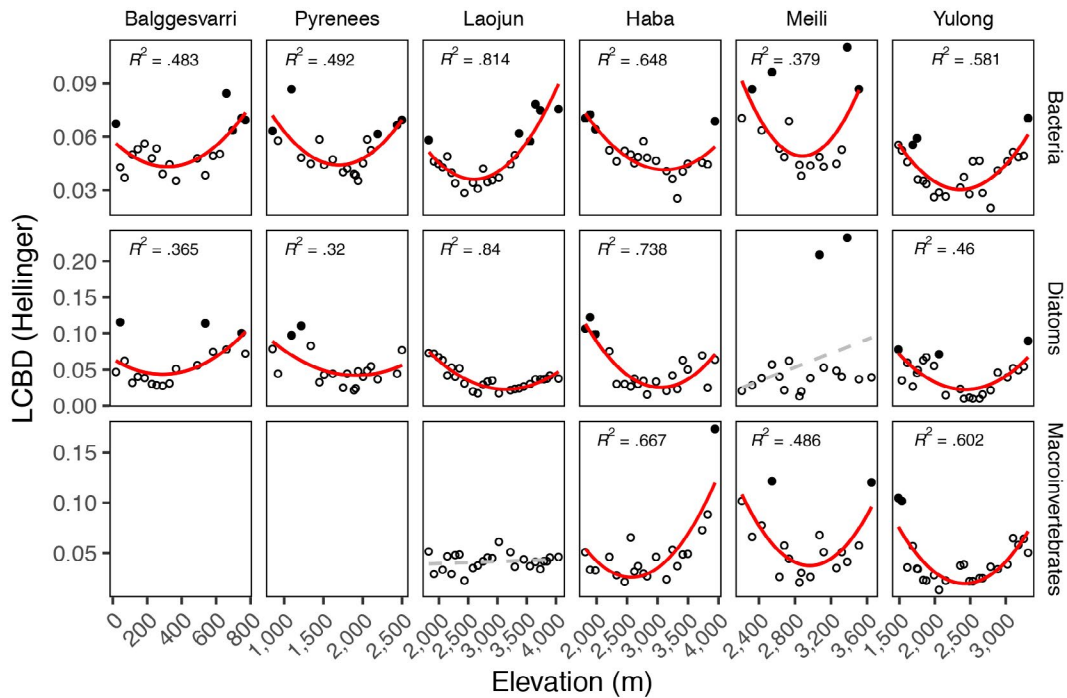 Balggesvarri Pyrenees Laojun Haba Meili Yulong
R² = .483 R² = .492 R² = .814 R² = .648 R² = .379 R² = .581
0.09
0.06
0.03
Bacteria
R² = .365 R² = .32 R² = .84 R² = .738 R² = .46
0.20
0.15
0.10
0.05
0.00
Diatoms
R² = .667 R² = .486 R² = .602
0.15
0.10
0.05
Macroinvertebrates
LCBD (Hellinger)
0 200 400 600 800 1,000 1,500 2,000 2,500 2,000 2,500 3,000 3,500 4,000 2,000 2,500 3,000 3,500 4,000 2,400 2,800 3,200 3,600 1,500 2,000 2,500 3,000
Elevation (m)